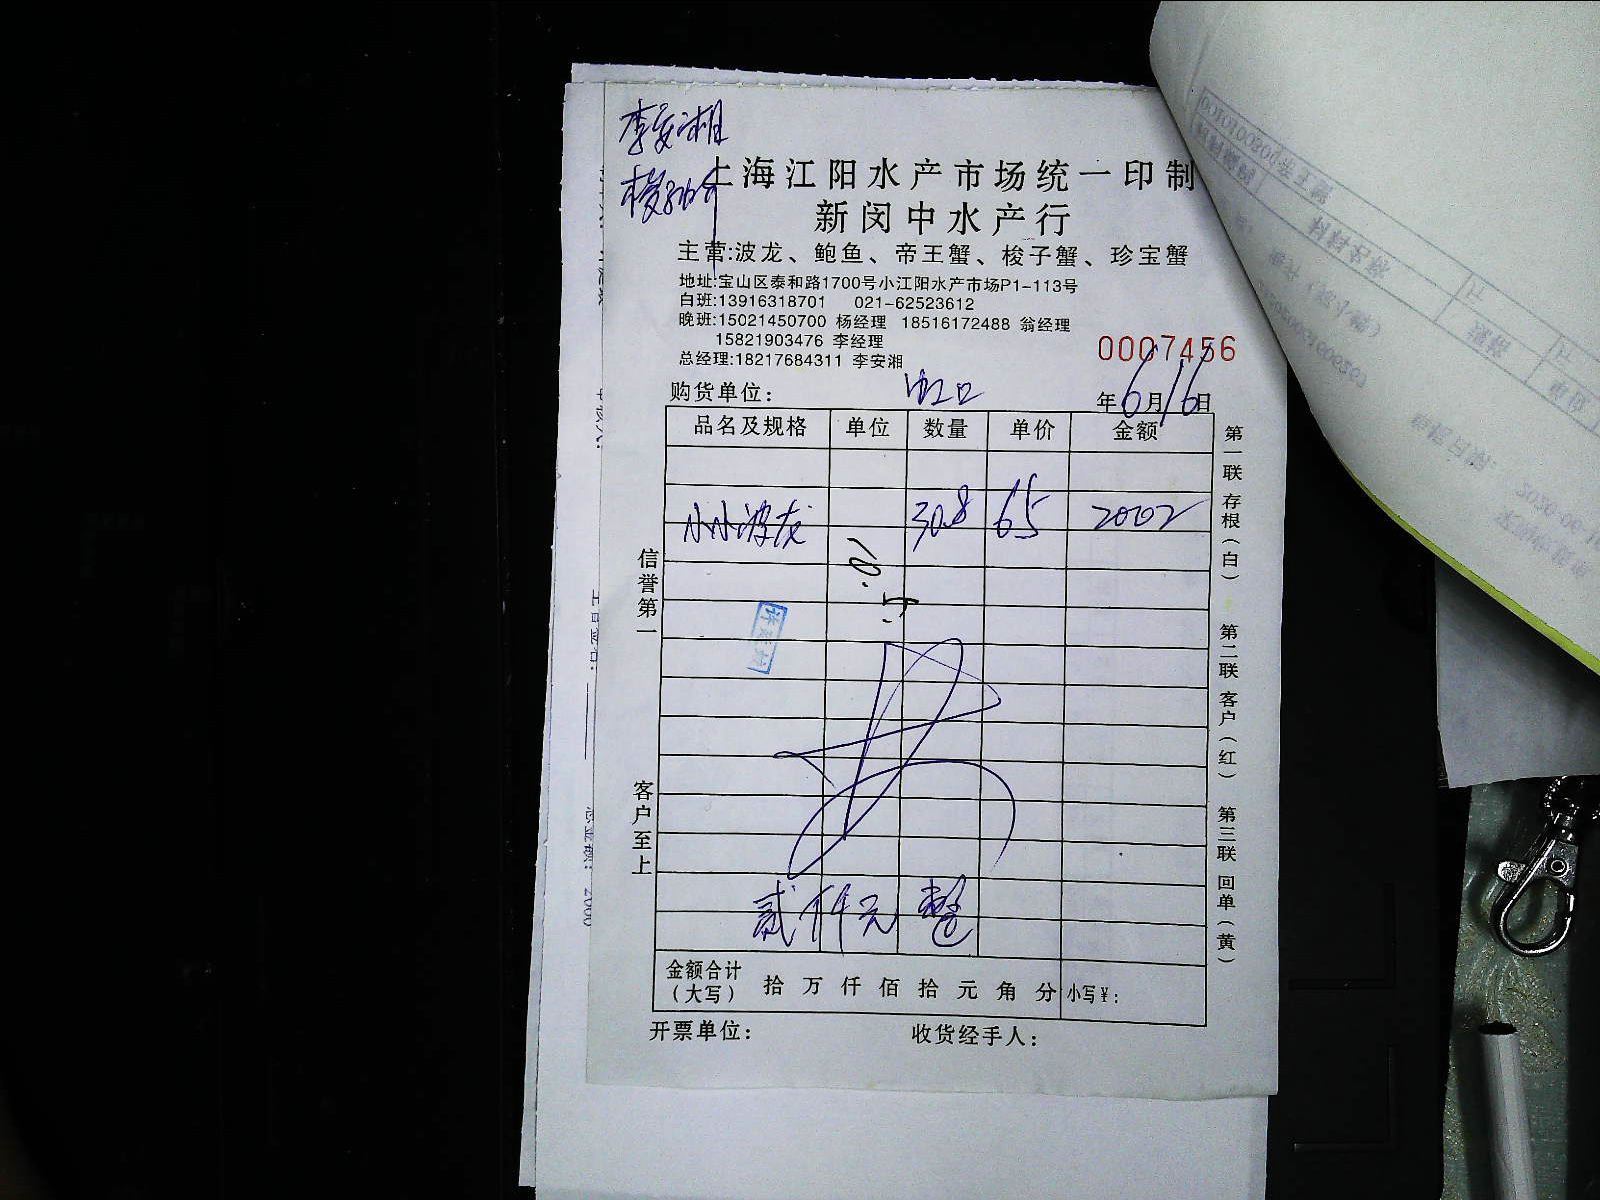 李安湘
上海江阳水产市场统一印制
新闵中水产行
主营:波龙、鲍鱼、帝王蟹、梭子蟹、珍宝蟹
地址:宝山区泰和路1700号小江阳水产市场P1-113号
白班:13916318701 021-62523612
晚班:15021450700 杨经理 18516172488 翁经理
15821903476 李经理
总经理:18217684311 李安湘
0007456
购货单位: 虹口 年6月16日
品名及规格 单位 数量 单价 金额
小小波龙 30.8 65 2002
10.5
信誉第一
客户至上
贰仟元整
金额合计(大写) 拾 万 仟 佰 拾 元 角 分 小写¥:
开票单位: 收货经手人:
第一联 存根(白) 第二联 客户(红) 第三联 回单(黄)